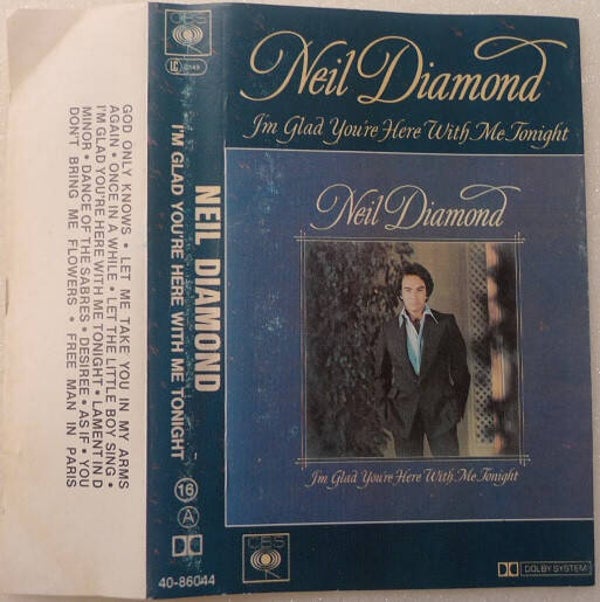 GOD ONLY KNOWS • LET ME TAKE YOU IN MY ARMS
AGAIN • ONCE IN A WHILE • LET THE LITTLE BOY SING •
I'M GLAD YOU'RE HERE WITH ME TONIGHT • LAMENT IN D
MINOR • DANCE OF THE SABRES • DESIREE • AS IF • YOU
DON'T BRING ME FLOWERS • FREE MAN IN PARIS
CBS
LC
NEIL DIAMOND
I'M GLAD YOU'RE HERE WITH ME TONIGHT
16
A
40-86044
Neil Diamond
I'm Glad You're Here With Me Tonight
Neil Diamond
I'm Glad You're Here With Me Tonight
CBS
DOLBY SYSTEM